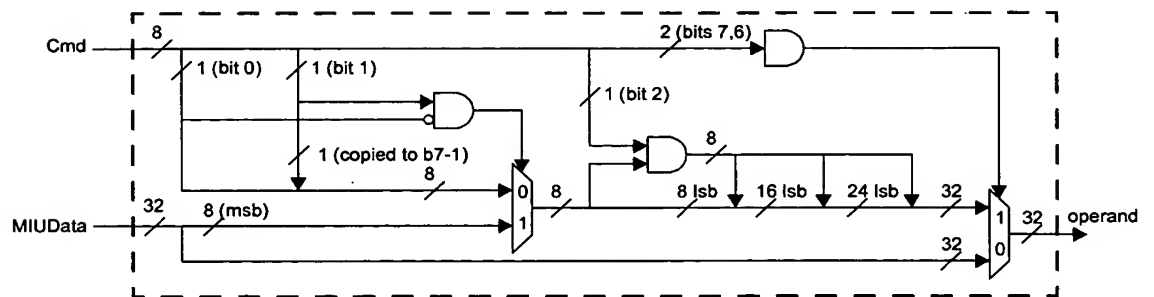 Cmd
8
2 (bits 7,6)
1 (bit 0)
1 (bit 1)
1 (bit 2)
1 (copied to b7-1)
8
8
0
1
MIUData
32
8 (msb)
8
8 lsb
16 lsb
24 lsb
32
1
0
32
operand
32